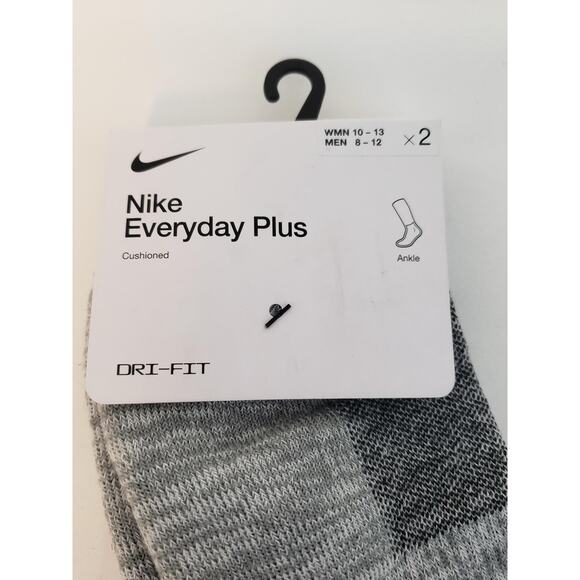 WMN 10 – 13
MEN 8 – 12 ×2
Nike
Everyday Plus
Cushioned
Ankle
DRI-FIT